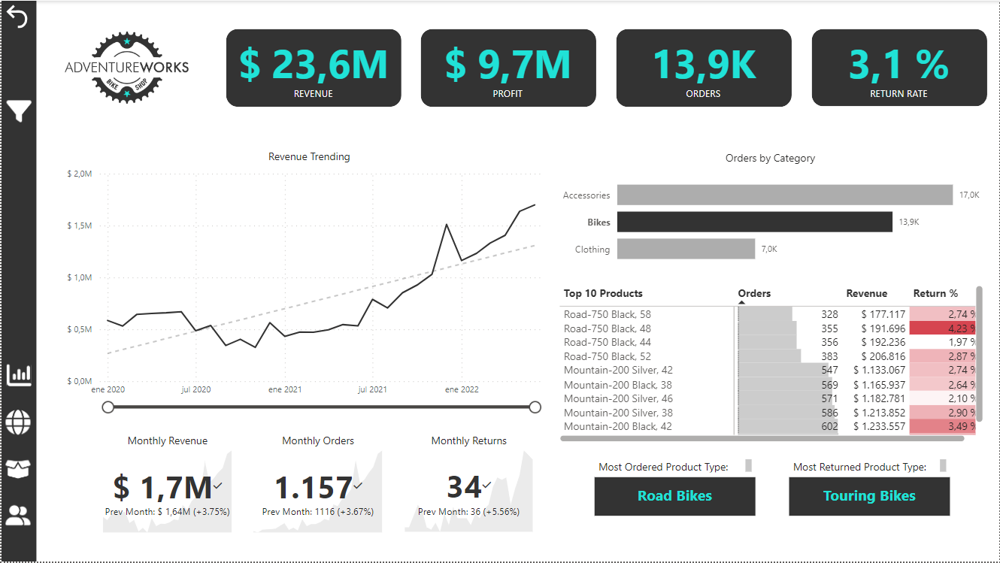 ADVENTUREWORKS
BIKE SHOP
$ 23,6M
REVENUE
$ 9,7M
PROFIT
13,9K
ORDERS
3,1 %
RETURN RATE
Revenue Trending
$ 2,0M
$ 1,5M
$ 1,0M
$ 0,5M
$ 0,0M
ene 2020 jul 2020 ene 2021 jul 2021 ene 2022
Orders by Category
Accessories 17,0K
Bikes 13,9K
Clothing 7,0K
Top 10 Products Orders Revenue Return %
Road-750 Black, 58 328 $ 177.117 2,74 %
Road-750 Black, 48 355 $ 191.696 4,23 %
Road-750 Black, 44 356 $ 192.236 1,97 %
Road-750 Black, 52 383 $ 206.816 2,87 %
Mountain-200 Silver, 42 547 $ 1.133.067 2,74 %
Mountain-200 Black, 38 569 $ 1.165.937 2,64 %
Mountain-200 Silver, 46 571 $ 1.182.781 2,10 %
Mountain-200 Silver, 38 586 $ 1.213.852 2,90 %
Mountain-200 Black, 42 602 $ 1.233.557 3,49 %
Monthly Revenue
$ 1,7M
Prev Month: $ 1,64M (+3.75%)
Monthly Orders
1.157
Prev Month: 1116 (+3.67%)
Monthly Returns
34
Prev Month: 36 (+5.56%)
Most Ordered Product Type:
Road Bikes
Most Returned Product Type:
Touring Bikes